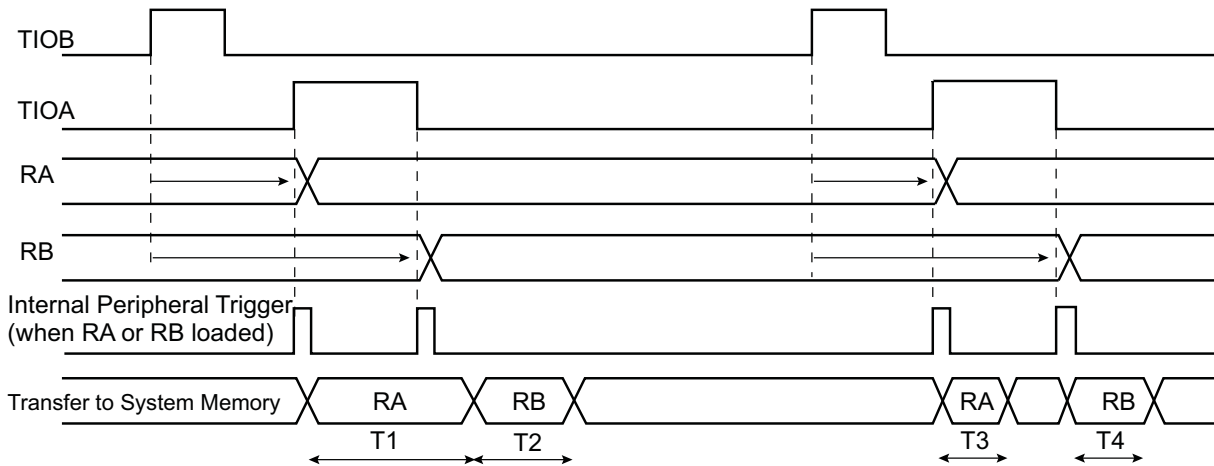 TIOB
TIOA
RA
RB
Internal Peripheral Trigger
(when RA or RB loaded)
Transfer to System Memory RA RB RA RB
T1 T2 T3 T4